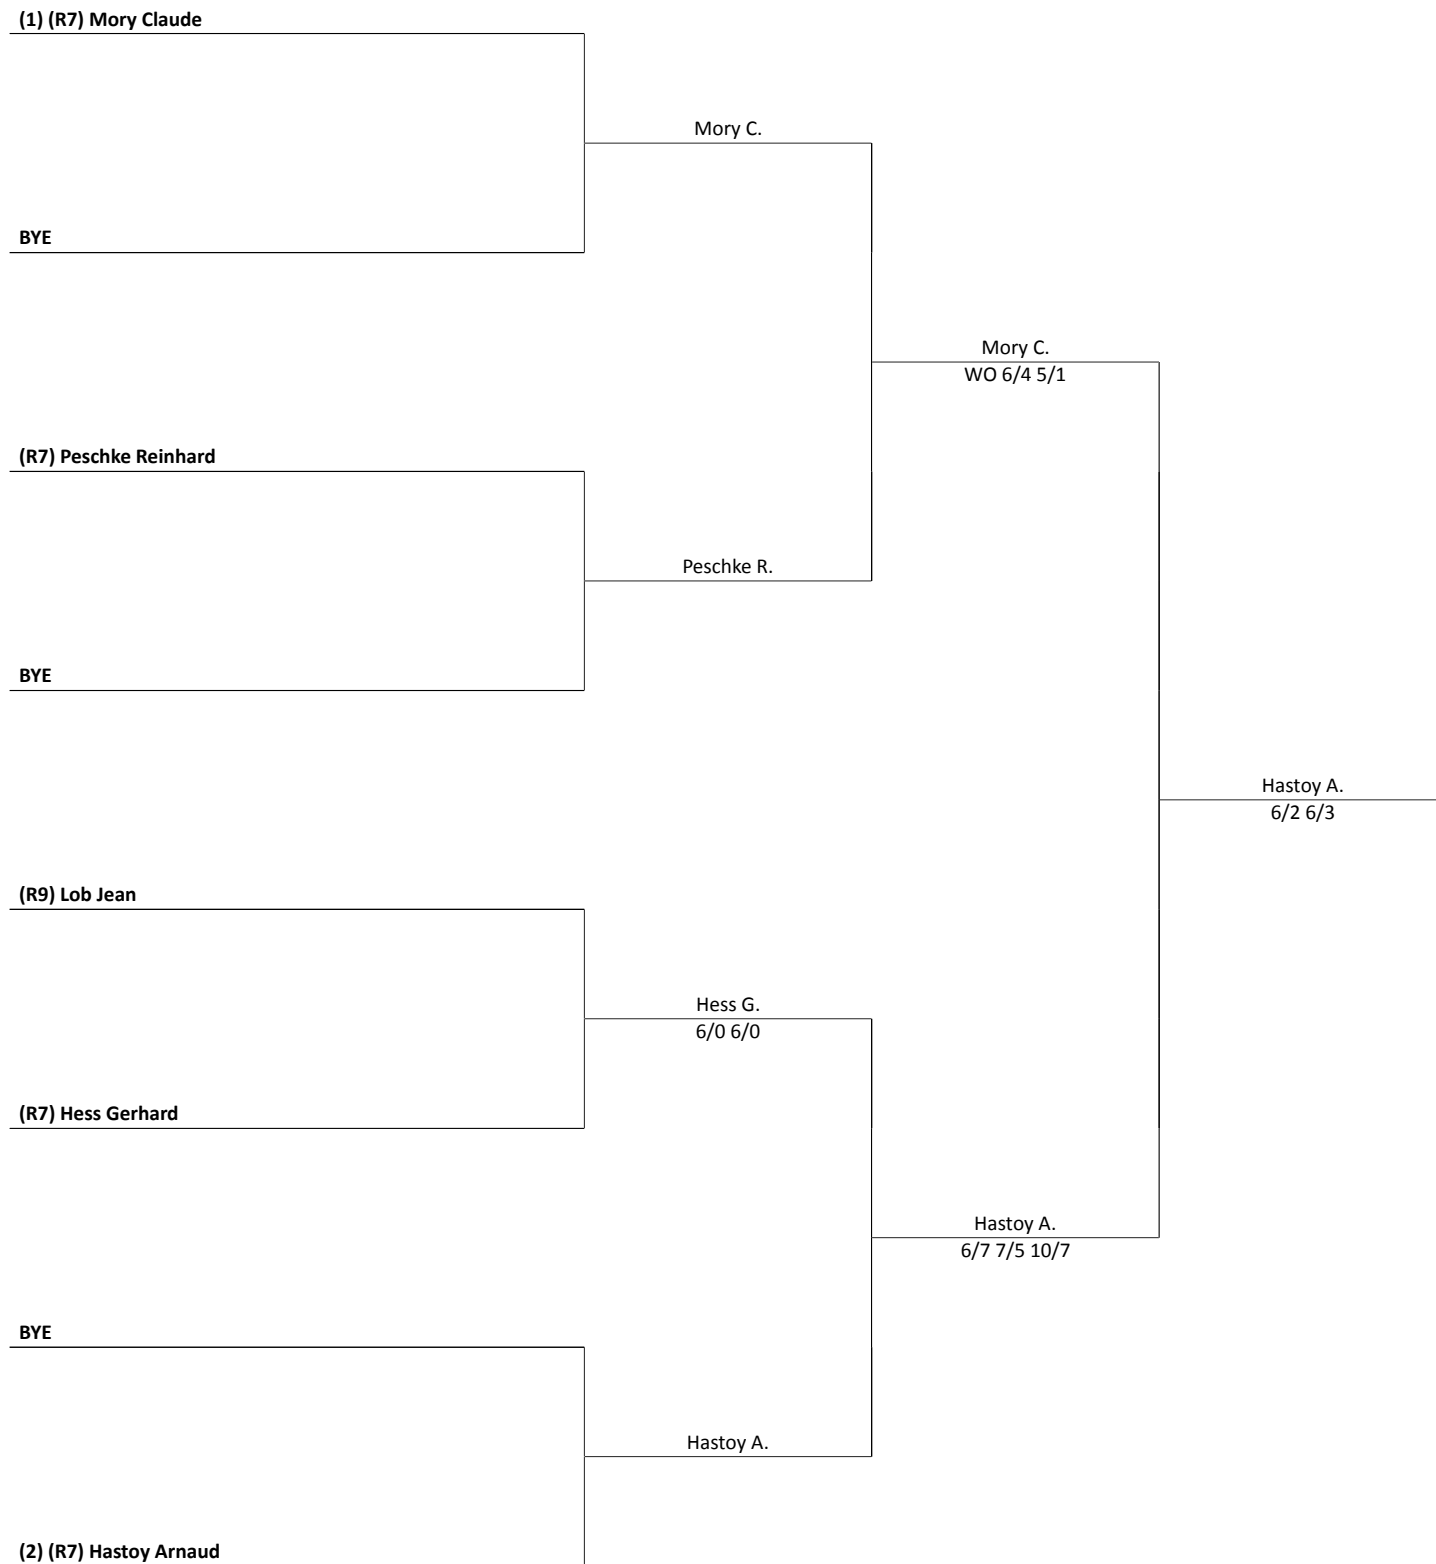 (1) (R7) Mory Claude
Mory C.
BYE
Mory C.
WO 6/4 5/1
(R7) Peschke Reinhard
Peschke R.
BYE
Hastoy A.
6/2 6/3
(R9) Lob Jean
Hess G.
6/0 6/0
(R7) Hess Gerhard
Hastoy A.
6/7 7/5 10/7
BYE
Hastoy A.
(2) (R7) Hastoy Arnaud